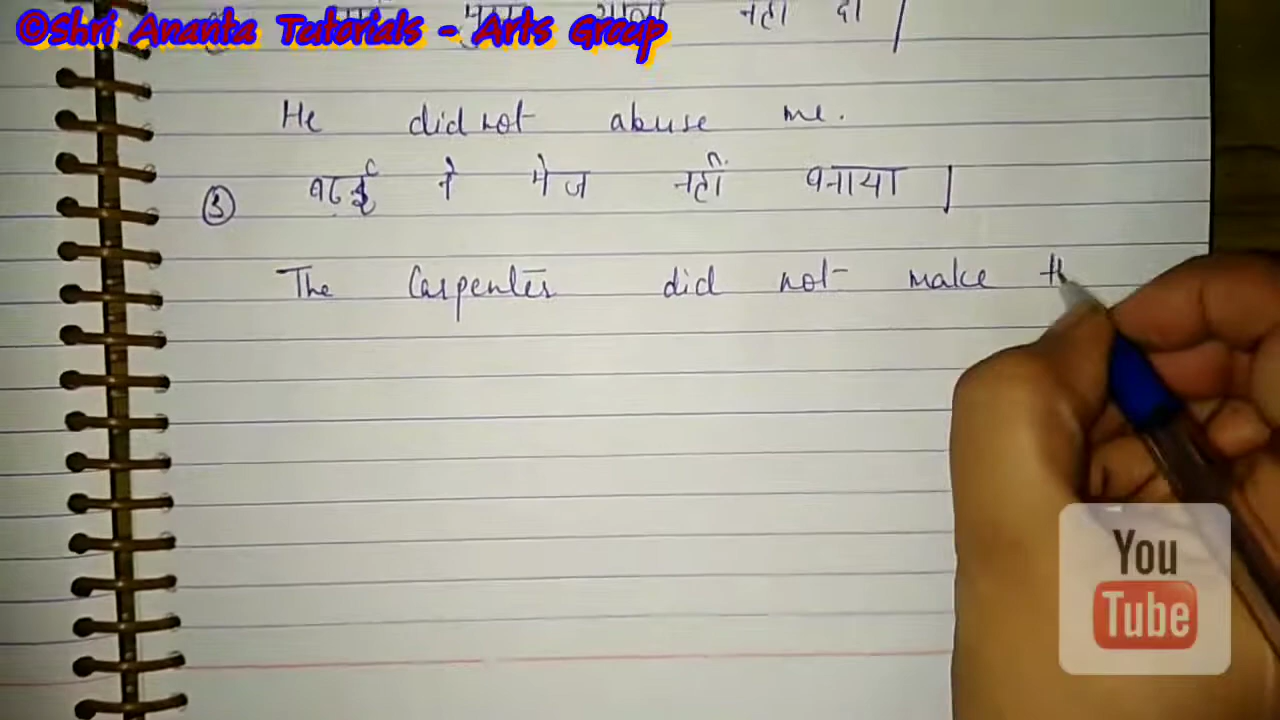 ©Shri Ananta Tutorials - Arts Group
नहीं दी |
He did not abuse me.
③ बढ़ई ने मेज नहीं बनाया |
The Carpenter did not make th
You
Tube